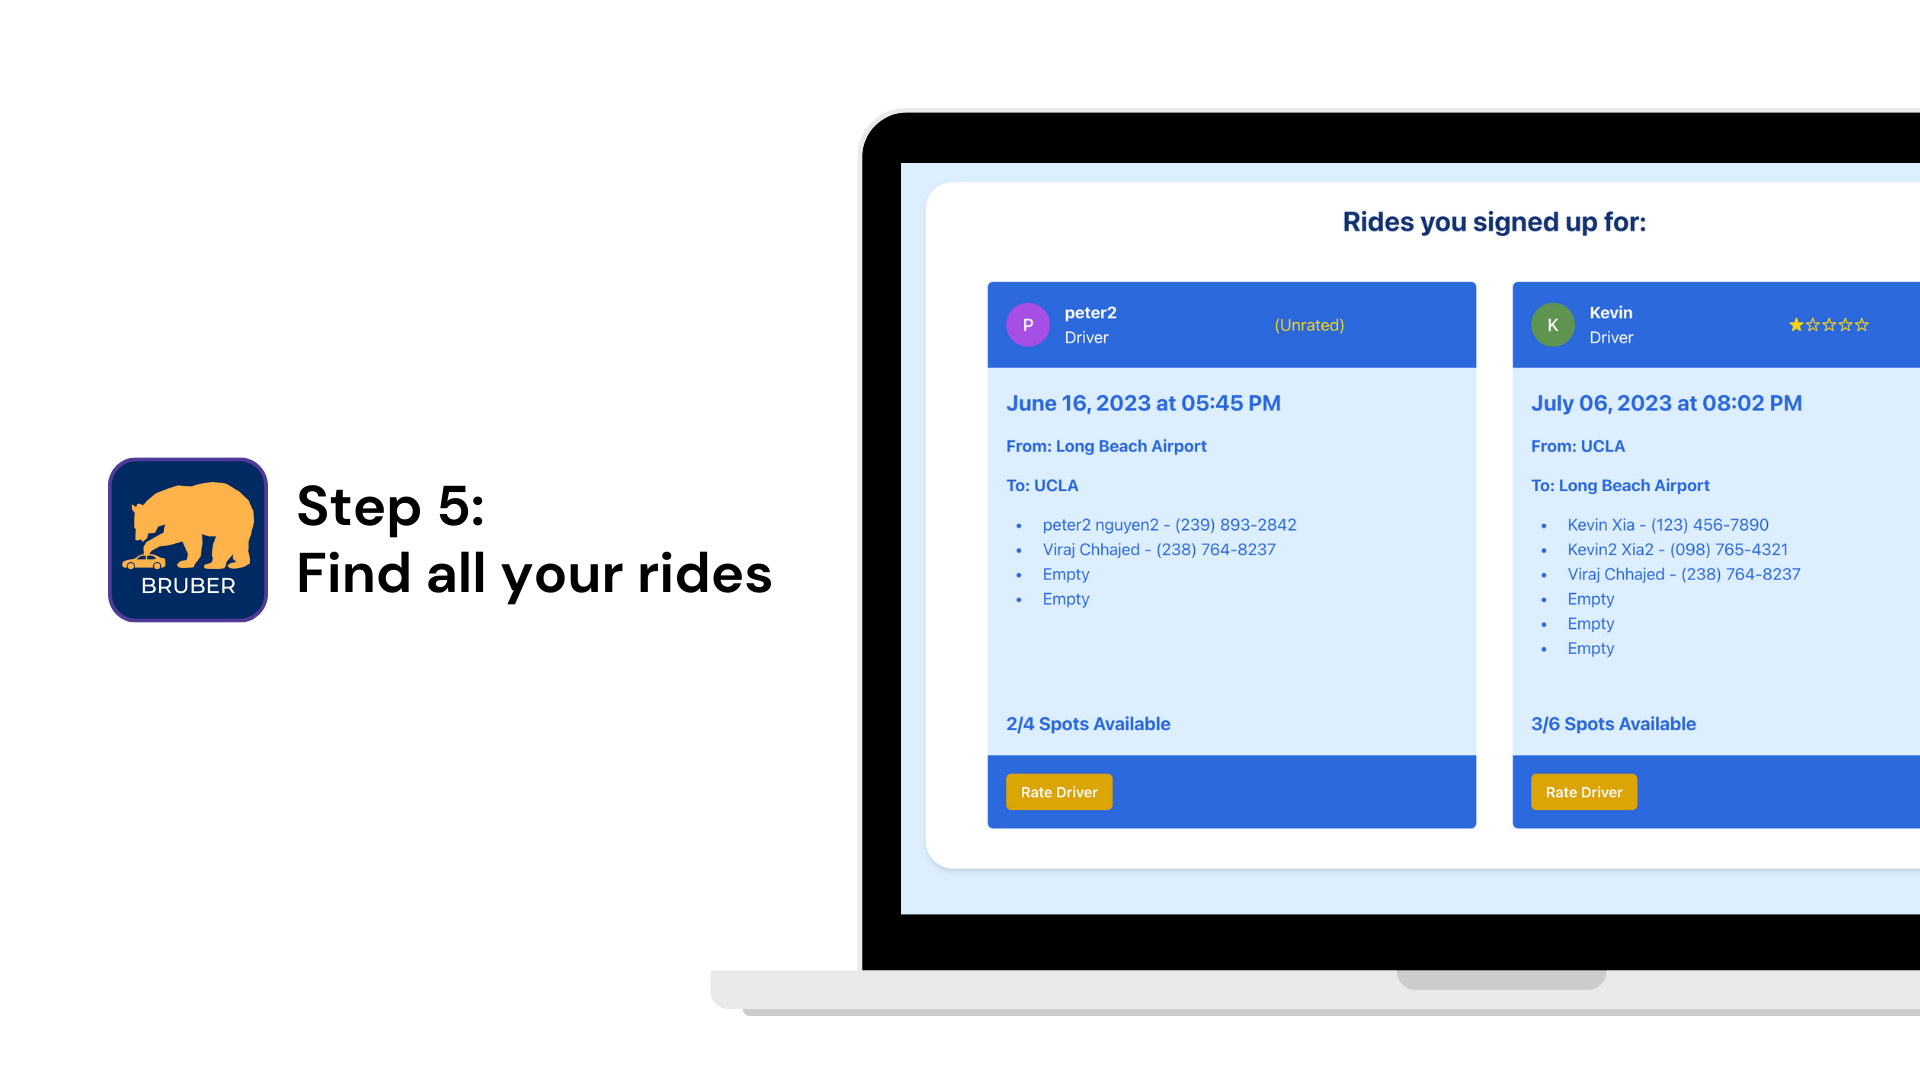 BRUBER
Step 5:
Find all your rides
Rides you signed up for:
P
peter2
Driver
(Unrated)
June 16, 2023 at 05:45 PM
From: Long Beach Airport
To: UCLA
• peter2 nguyen2 - (239) 893-2842
• Viraj Chhajed - (238) 764-8237
• Empty
• Empty
2/4 Spots Available
Rate Driver
K
Kevin
Driver
★☆☆☆☆
July 06, 2023 at 08:02 PM
From: UCLA
To: Long Beach Airport
• Kevin Xia - (123) 456-7890
• Kevin2 Xia2 - (098) 765-4321
• Viraj Chhajed - (238) 764-8237
• Empty
• Empty
• Empty
3/6 Spots Available
Rate Driver